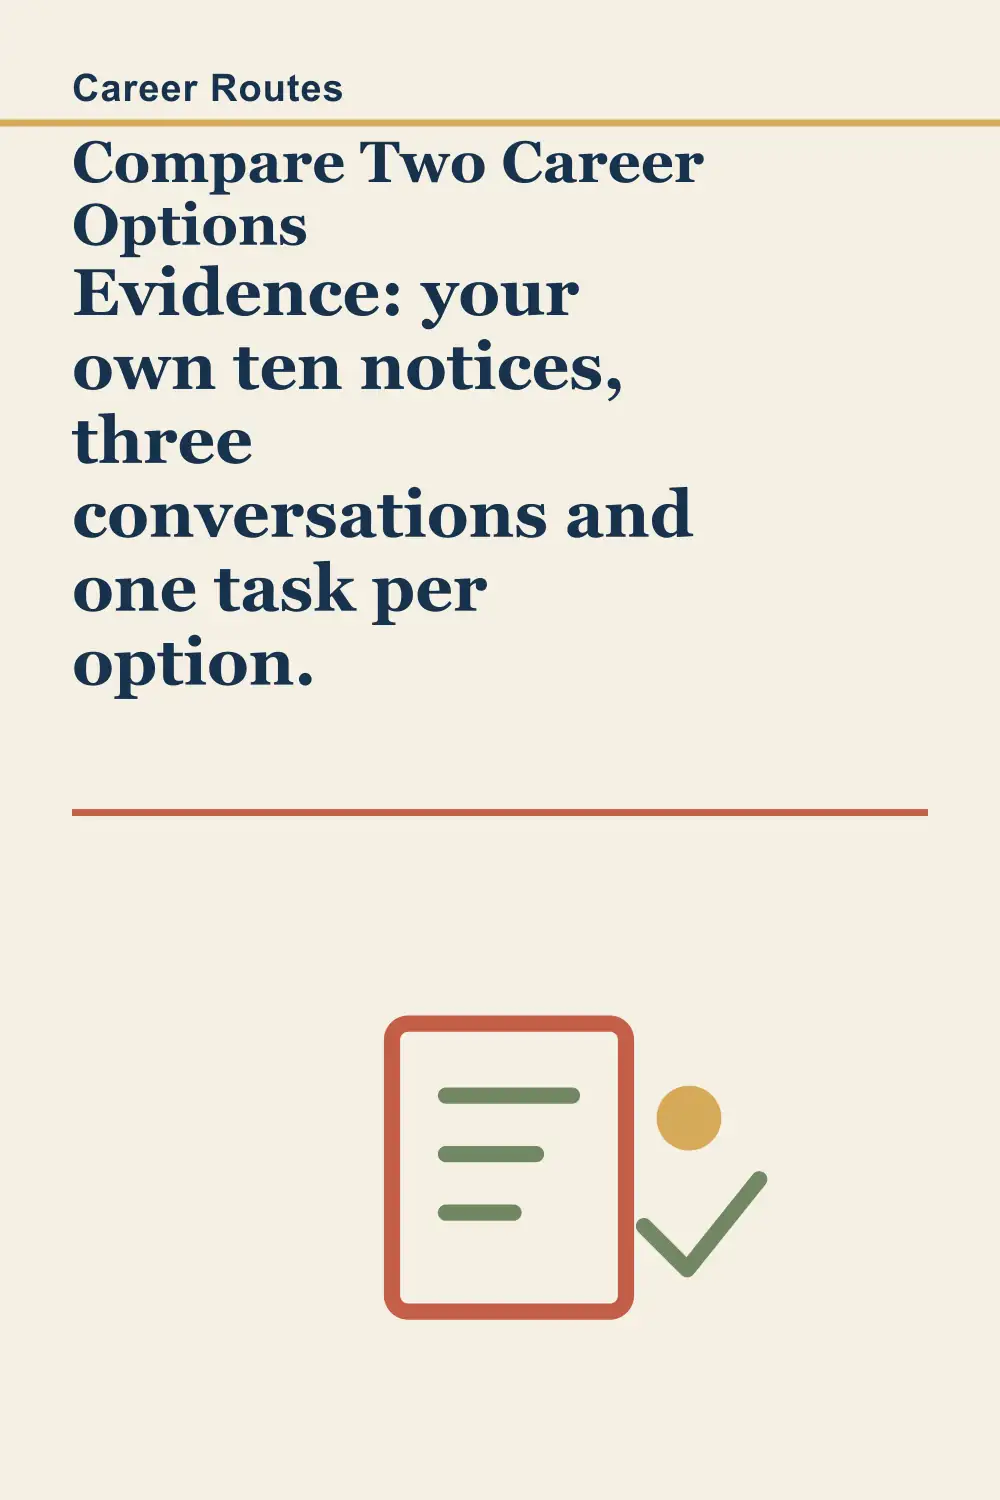 Career Routes
Compare Two Career
Options
Evidence: your
own ten notices,
three
conversations and
one task per
option.